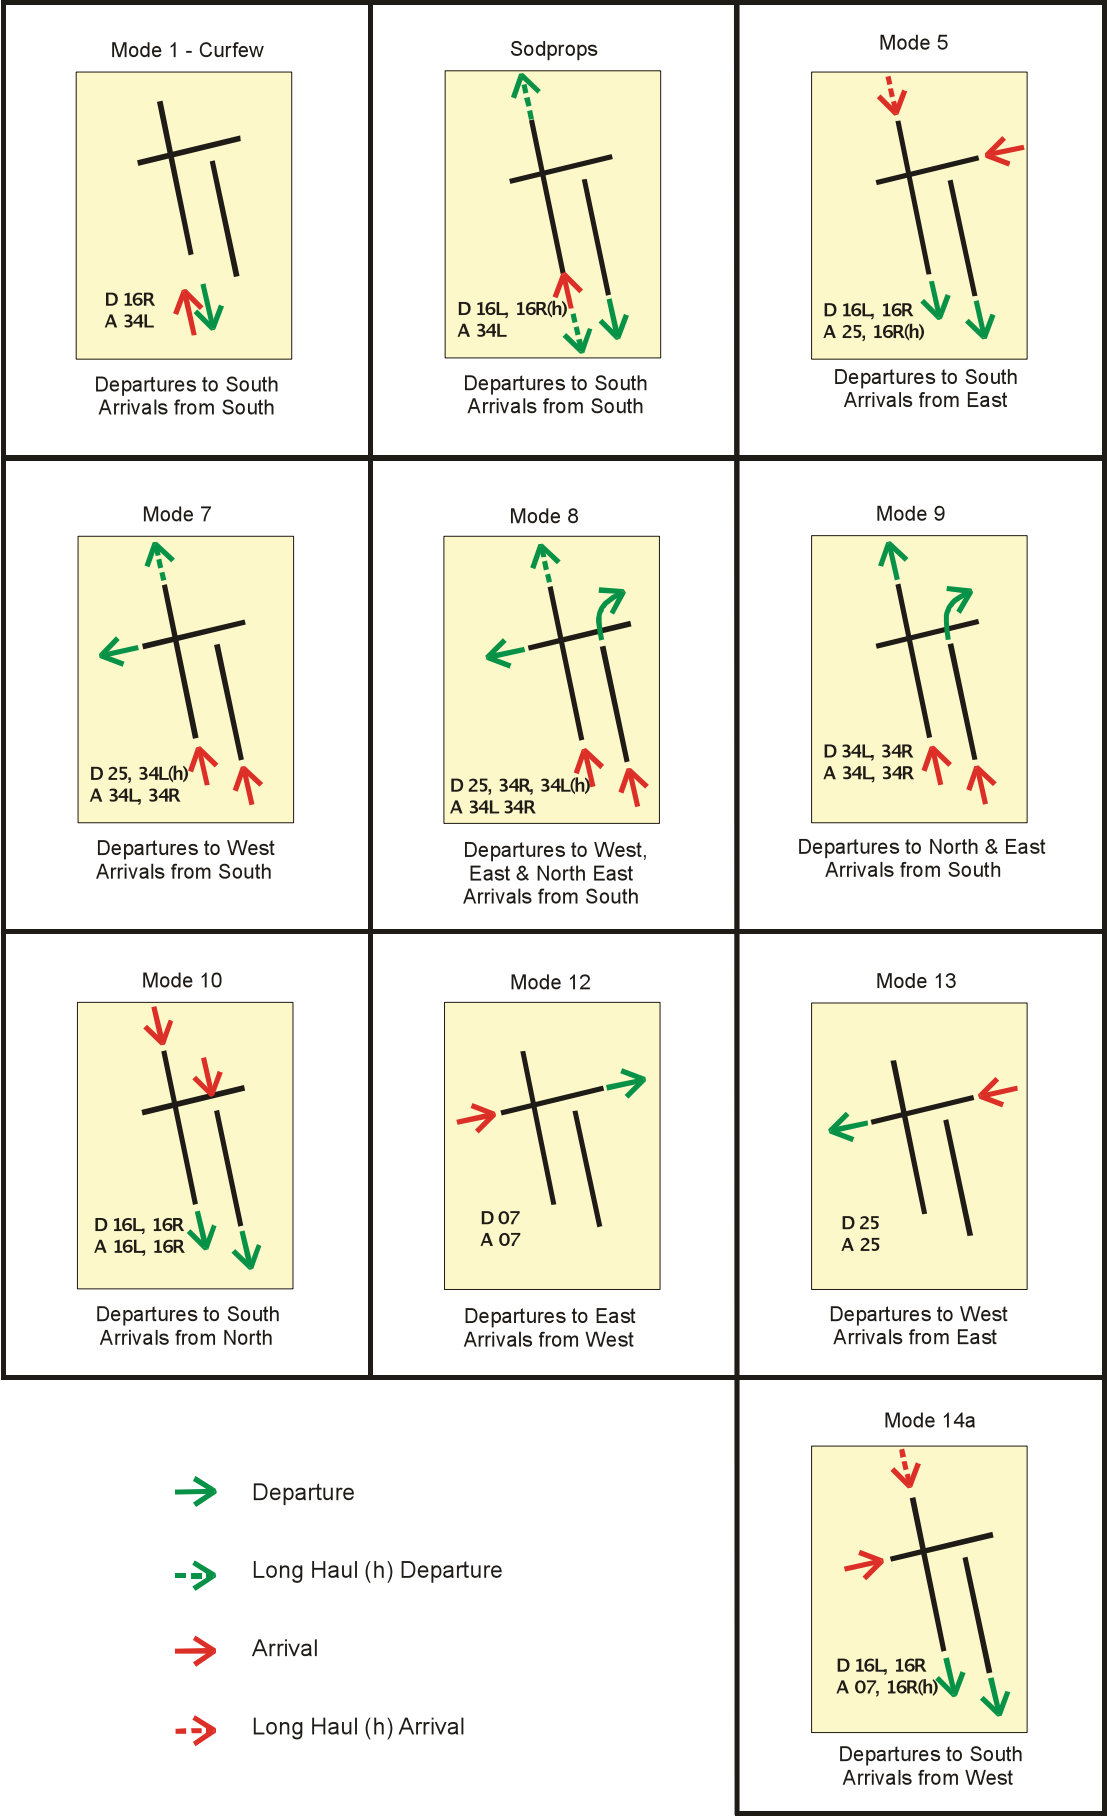 Mode 1 - Curfew
D 16R
A 34L
Departures to South
Arrivals from South
Sodprops
D 16L, 16R(h)
A 34L
Departures to South
Arrivals from South
Mode 5
D 16L, 16R
A 25, 16R(h)
Departures to South
Arrivals from East
Mode 7
D 25, 34L(h)
A 34L, 34R
Departures to West
Arrivals from South
Mode 8
D 25, 34R, 34L(h)
A 34L 34R
Departures to West,
East & North East
Arrivals from South
Mode 9
D 34L, 34R
A 34L, 34R
Departures to North & East
Arrivals from South
Mode 10
D 16L, 16R
A 16L, 16R
Departures to South
Arrivals from North
Mode 12
D 07
A 07
Departures to East
Arrivals from West
Mode 13
D 25
A 25
Departures to West
Arrivals from East
Mode 14a
D 16L, 16R
A 07, 16R(h)
Departures to South
Arrivals from West
Departure
Long Haul (h) Departure
Arrival
Long Haul (h) Arrival